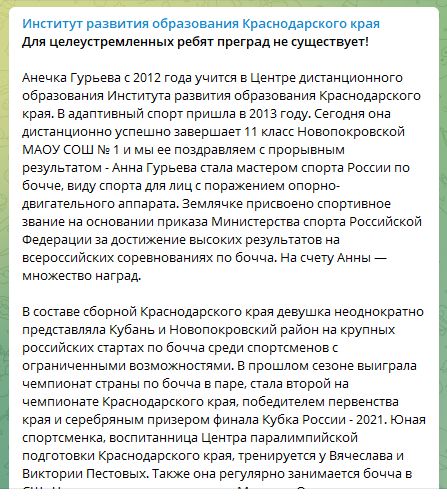 Институт развития образования Краснодарского края
Для целеустремленных ребят преград не существует!
Анечка Гурьева с 2012 года учится в Центре дистанционного
образования Института развития образования Краснодарского
края. В адаптивный спорт пришла в 2013 году. Сегодня она
дистанционно успешно завершает 11 класс Новопокровской
МАОУ СОШ № 1 и мы ее поздравляем с прорывным
результатом - Анна Гурьева стала мастером спорта России по
бочче, виду спорта для лиц с поражением опорно-
двигательного аппарата. Землячке присвоено спортивное
звание на основании приказа Министерства спорта Российской
Федерации за достижение высоких результатов на
всероссийских соревнованиях по бочча. На счету Анны —
множество наград.
В составе сборной Краснодарского края девушка неоднократно
представляла Кубань и Новопокровский район на крупных
российских стартах по бочча среди спортсменов с
ограниченными возможностями. В прошлом сезоне выиграла
чемпионат страны по бочча в паре, стала второй на
чемпионате Краснодарского края, победителем первенства
края и серебряным призером финала Кубка России - 2021. Юная
спортсменка, воспитанница Центра паралимпийской
подготовки Краснодарского края, тренируется у Вячеслава и
Виктории Пестовых. Также она регулярно занимается бочча в